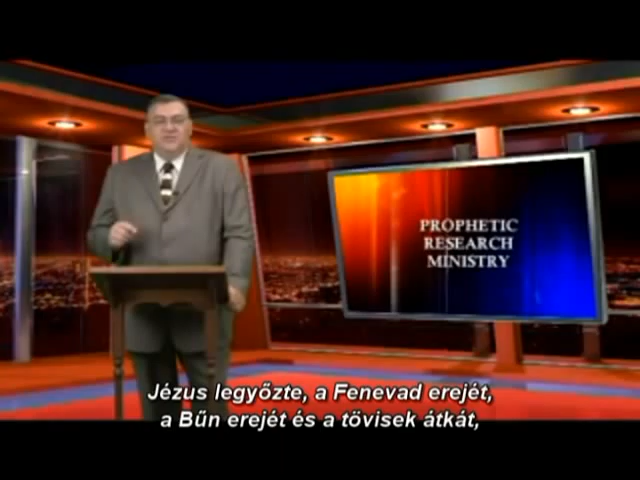 PROPHETIC
RESEARCH
MINISTRY
Jézus legyőzte, a Fenevad erejét,
a Bűn erejét és a tövisek átkát,